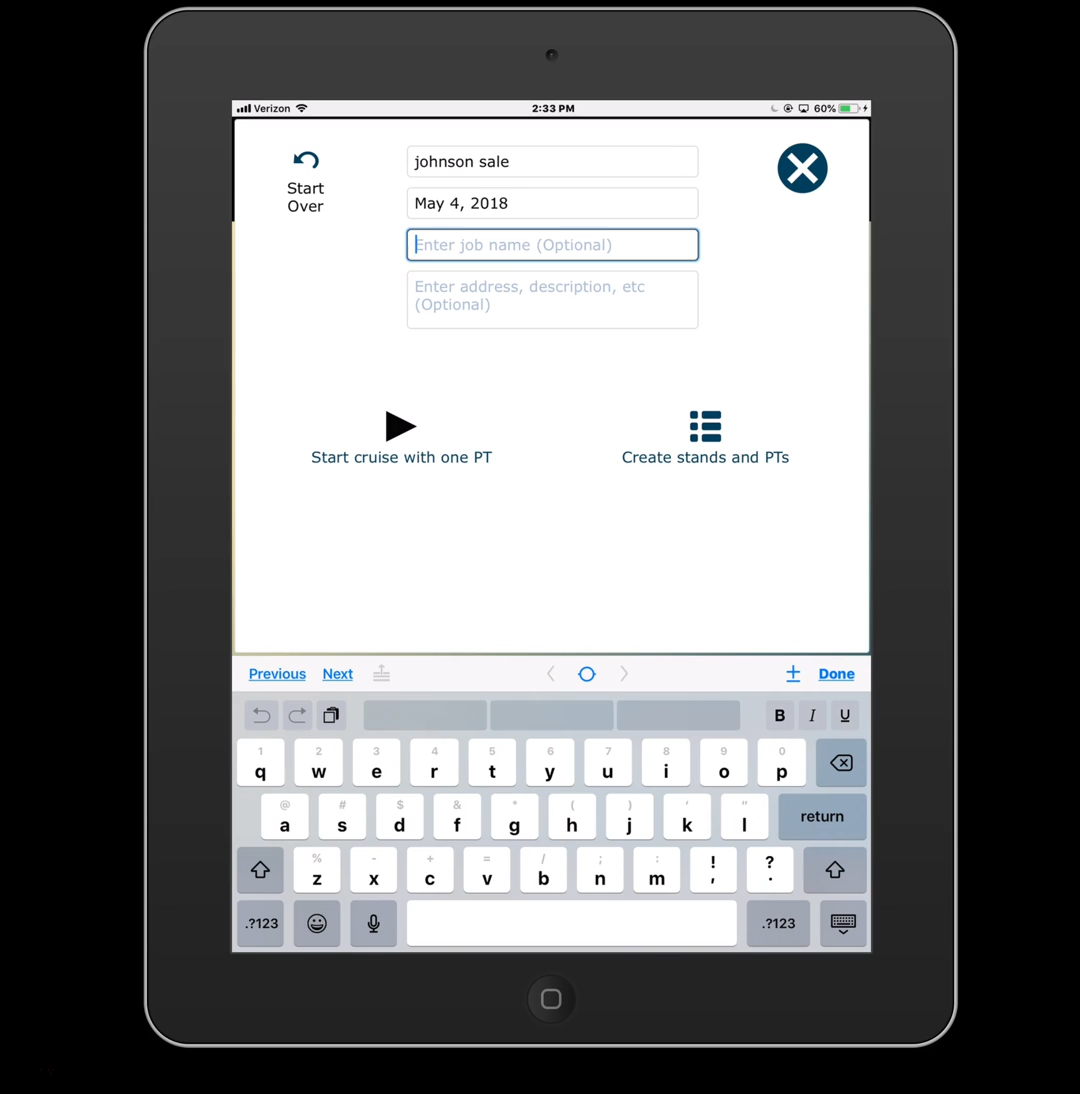 Verizon 2:33 PM 60%
johnson sale
Start
Over
May 4, 2018
Enter job name (Optional)
Enter address, description, etc
(Optional)
Start cruise with one PT
Create stands and PTs
Previous Next Done
B I U
1 2 3 4 5 6 7 8 9 0
q w e r t y u i o p
@ # $ & * ( ) ' "
a s d f g h j k l return
% - + = / ; : ! ?
z x c v b n m , .
.?123 .?123